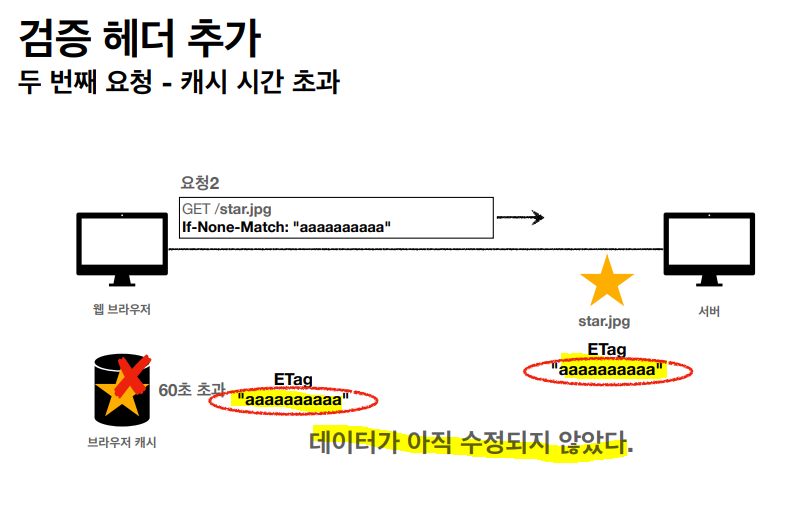 검증 헤더 추가
두 번째 요청 - 캐시 시간 초과
요청2
GET /star.jpg
If-None-Match: "aaaaaaaaaa"
웹 브라우저
서버
star.jpg
ETag
"aaaaaaaaaa"
60초 초과
ETag
"aaaaaaaaaa"
브라우저 캐시
데이터가 아직 수정되지 않았다.